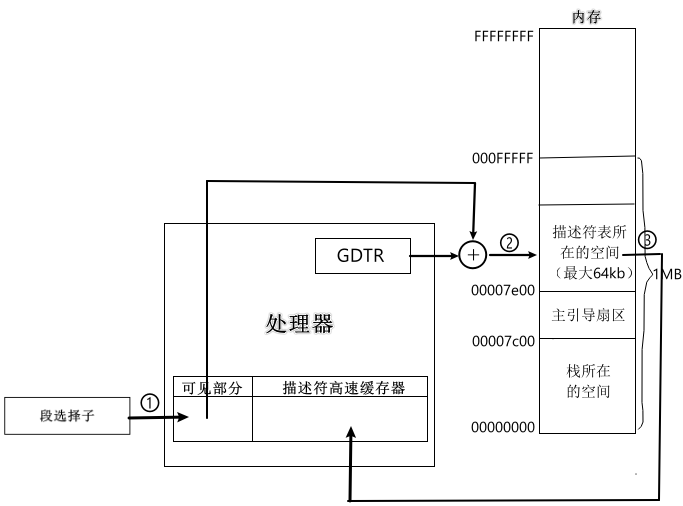 内存
FFFFFFFF
000FFFFF
描述符表所
在的空间
（最大64kb）
②
③
1MB
GDTR
+
00007e00
处理器
主引导扇区
00007c00
可见部分
描述符高速缓存器
栈所在
的空间
①
段选择子
00000000